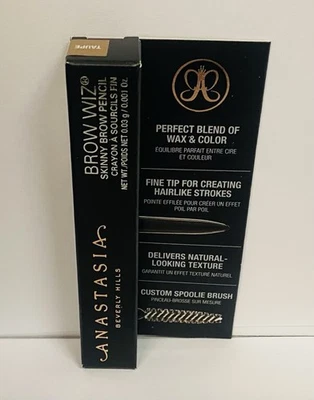 TAUPE
BROW WIZ®
SKINNY BROW PENCIL
CRAYON À SOURCILS FIN
NET WT./POIDS NET 0.03 g / 0.001 Oz.
ANASTASIA
BEVERLY HILLS
PERFECT BLEND OF
WAX & COLOR
ÉQUILIBRE PARFAIT ENTRE CIRE
ET COULEUR
FINE TIP FOR CREATING
HAIRLIKE STROKES
POINTE EFFILÉE POUR CRÉER UN EFFET
POIL PAR POIL
DELIVERS NATURAL-
LOOKING TEXTURE
GARANTIT UN EFFET TEXTURÉ NATUREL
CUSTOM SPOOLIE BRUSH
PINCEAU-BROSSE SUR MESURE